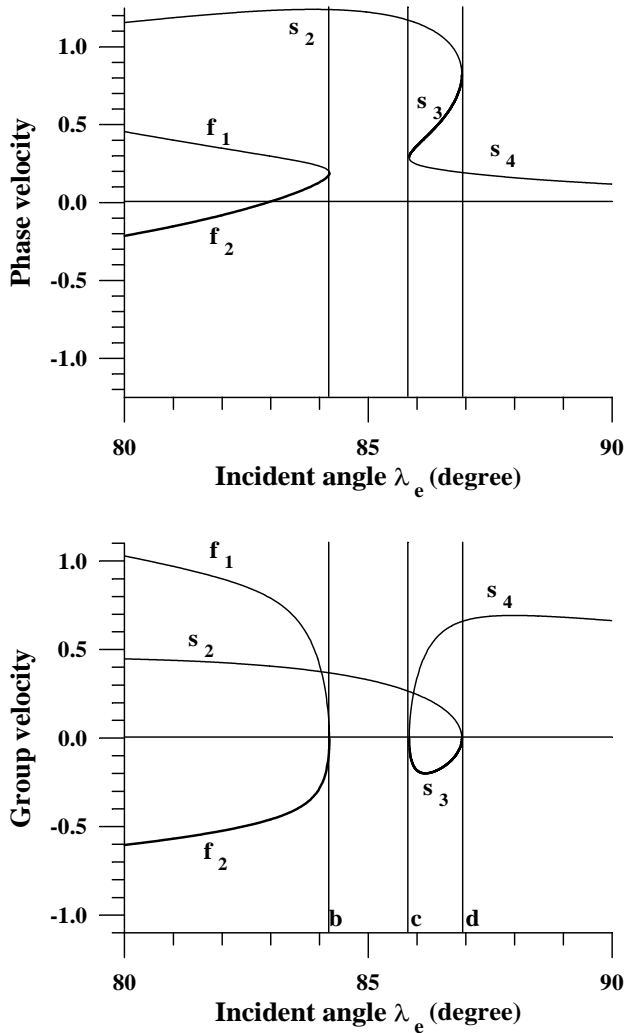 Phase velocity
1.0
0.5
0.0
-0.5
-1.0
s 2
f 1
f 2
s 3
s 4
80
85
90
Incident angle λ e (degree)
Group velocity
1.0
0.5
0.0
-0.5
-1.0
f 1
s 2
f 2
s 4
s 3
b
c
d
80
85
90
Incident angle λ e (degree)